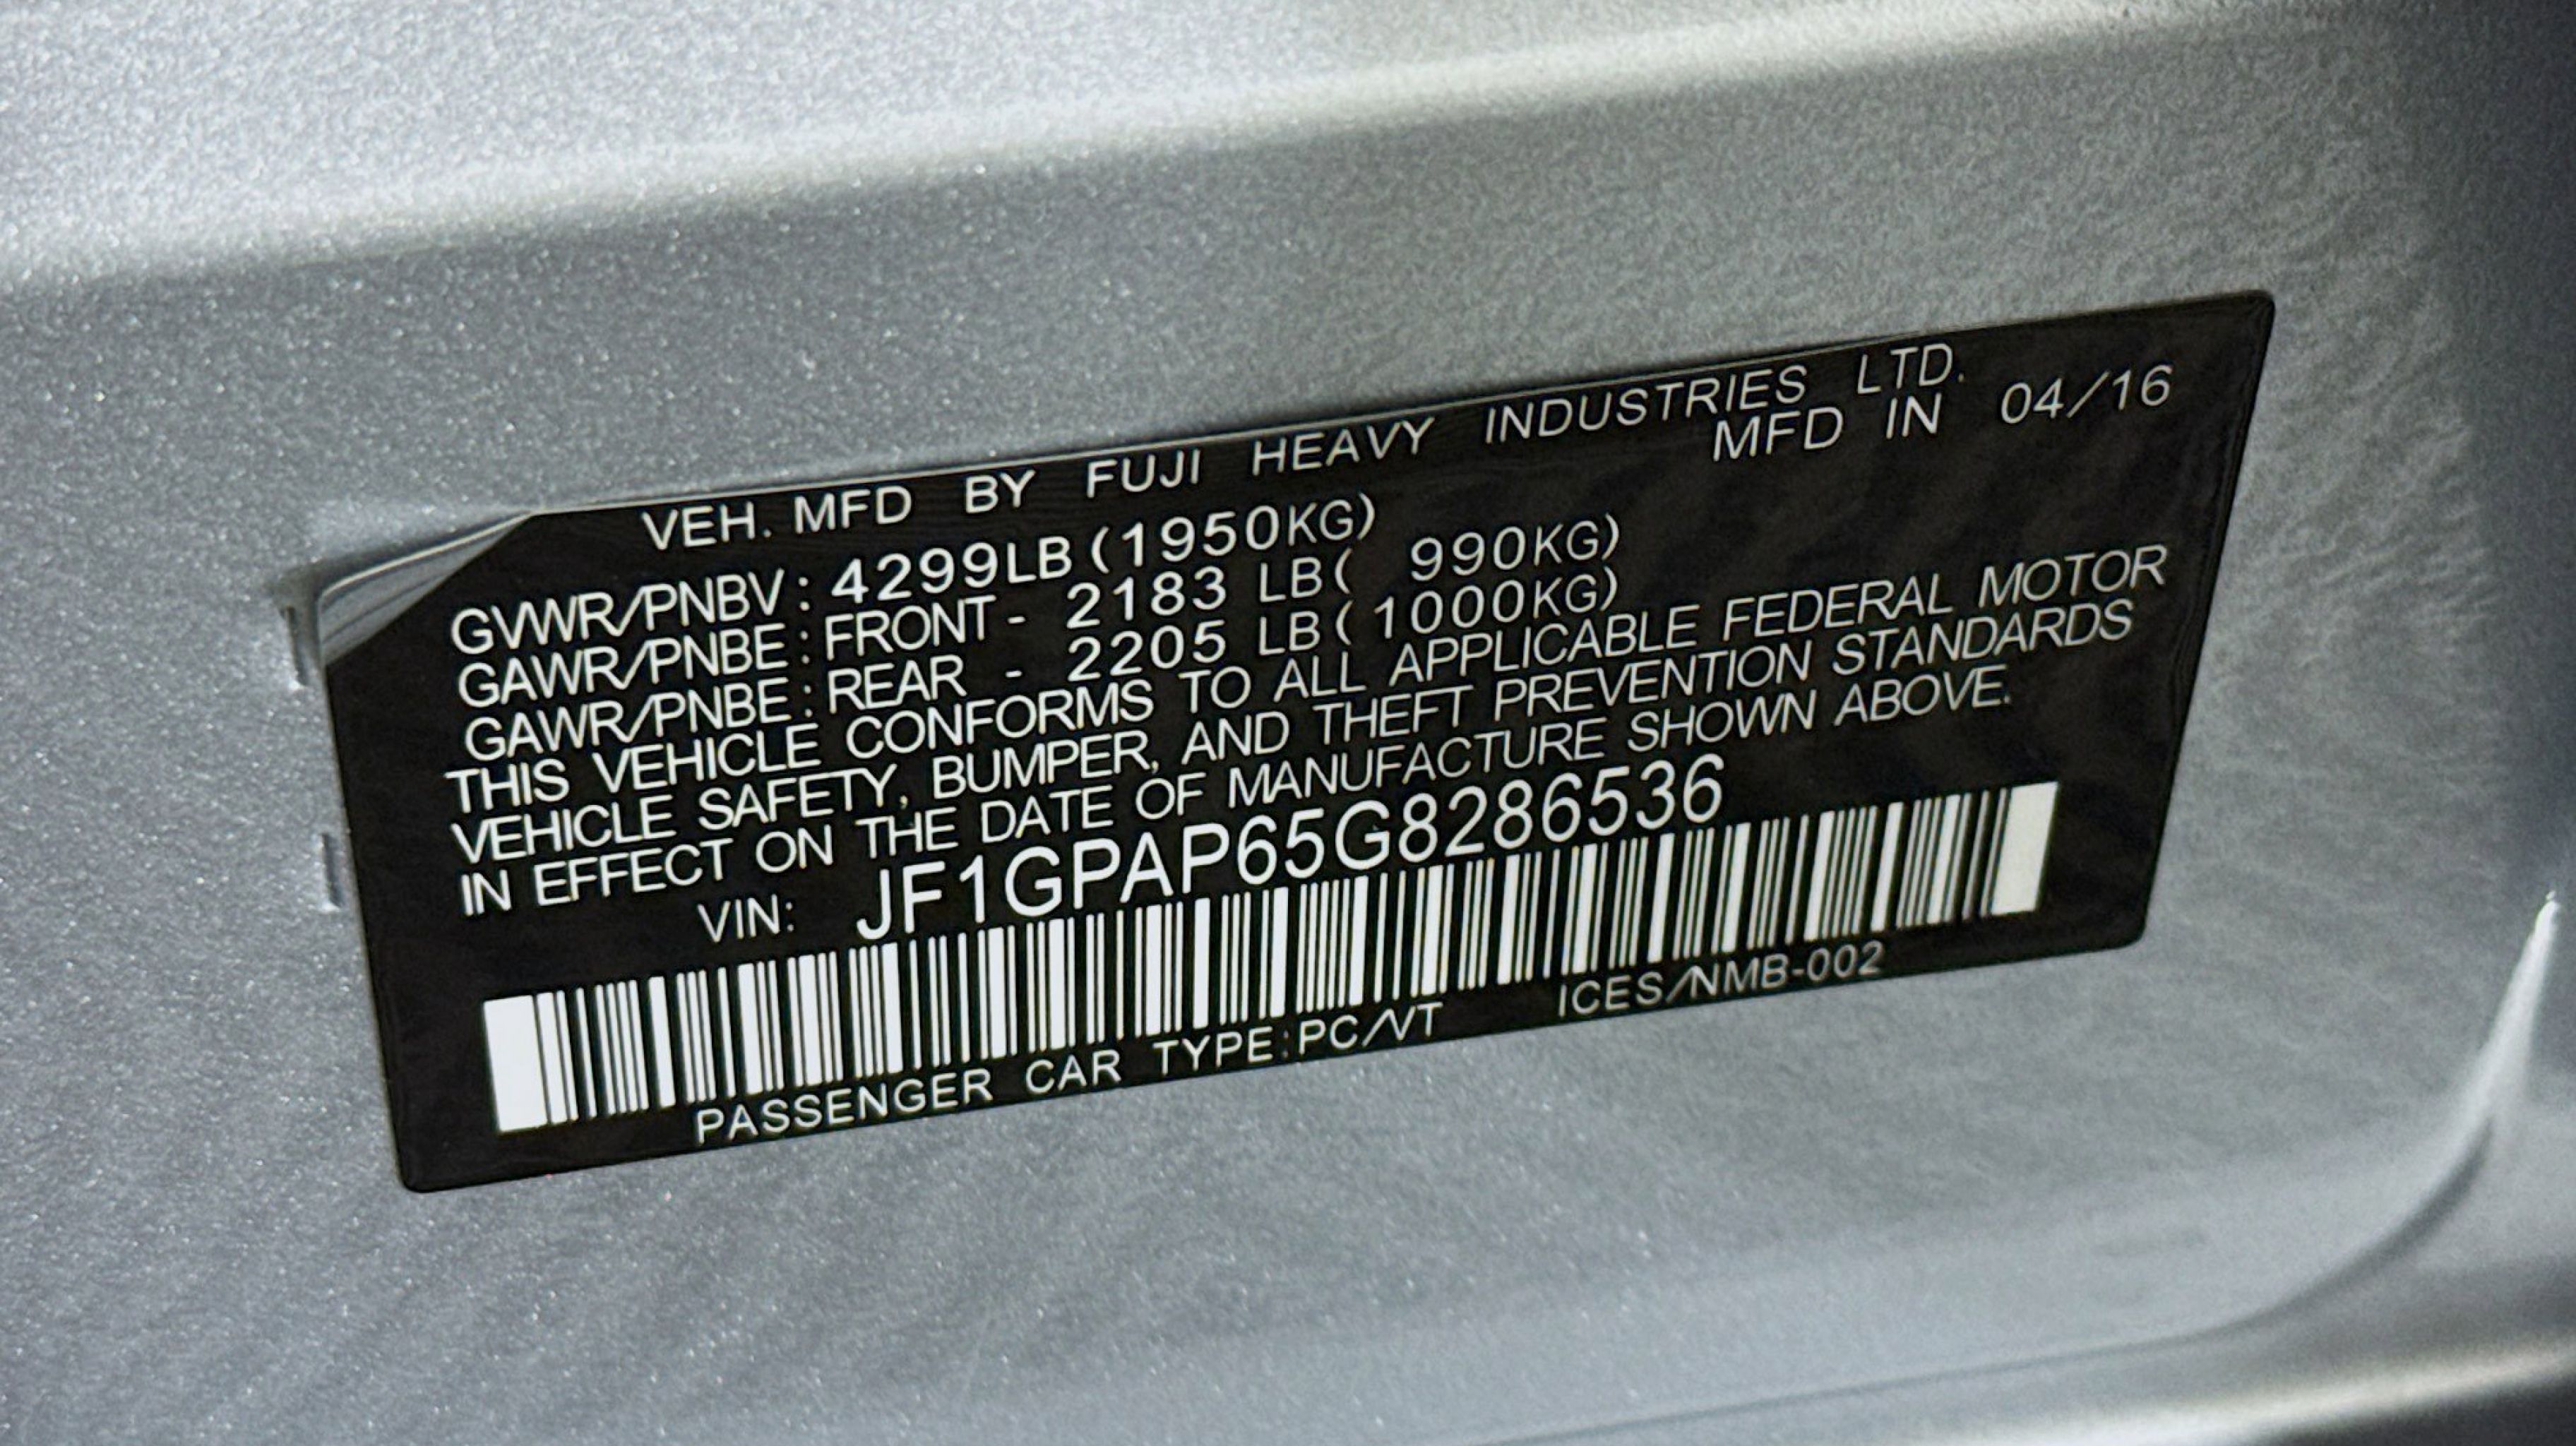 VEH. MFD BY FUJI HEAVY INDUSTRIES LTD.
MFD IN 04/16
GVWR/PNBV: 4299LB (1950KG)
GAWR/PNBE: FRONT- 2183 LB( 990KG)
GAWR/PNBE: REAR - 2205 LB(1000KG)
THIS VEHICLE CONFORMS TO ALL APPLICABLE FEDERAL MOTOR
VEHICLE SAFETY, BUMPER, AND THEFT PREVENTION STANDARDS
IN EFFECT ON THE DATE OF MANUFACTURE SHOWN ABOVE.
VIN: JF1GPAP65G8286536
PASSENGER CAR TYPE:PC/VT ICES/NMB-002